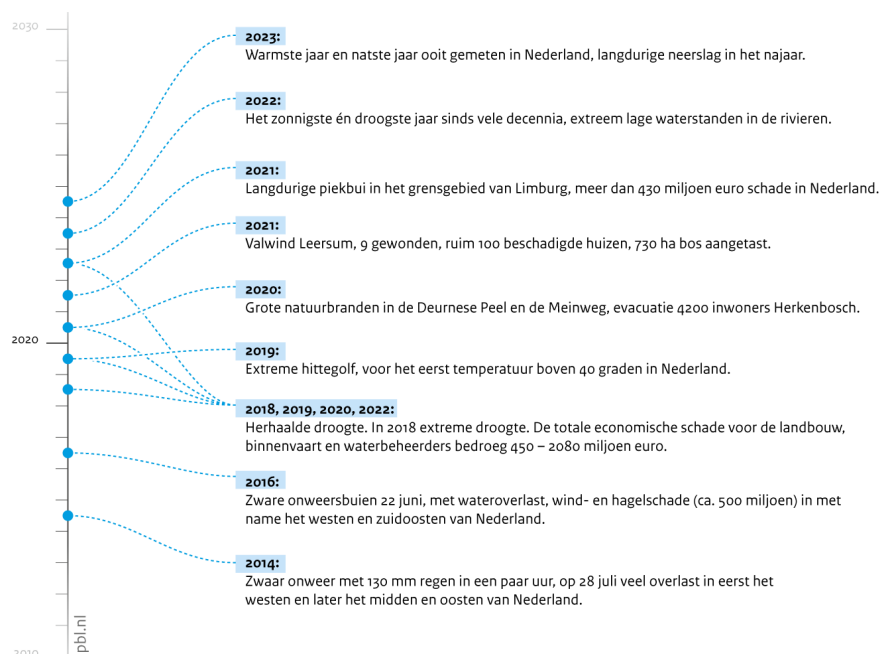 2030
2023:
Warmste jaar en natste jaar ooit gemeten in Nederland, langdurige neerslag in het najaar.
2022:
Het zonnigste én droogste jaar sinds vele decennia, extreem lage waterstanden in de rivieren.
2021:
Langdurige piekbui in het grensgebied van Limburg, meer dan 430 miljoen euro schade in Nederland.
2021:
Valwind Leersum, 9 gewonden, ruim 100 beschadigde huizen, 730 ha bos aangetast.
2020:
Grote natuurbranden in de Deurnese Peel en de Meinweg, evacuatie 4200 inwoners Herkenbosch.
2020
2019:
Extreme hittegolf, voor het eerst temperatuur boven 40 graden in Nederland.
2018, 2019, 2020, 2022:
Herhaalde droogte. In 2018 extreme droogte. De totale economische schade voor de landbouw,
binnenvaart en waterbeheerders bedroeg 450 – 2080 miljoen euro.
2016:
Zware onweersbuien 22 juni, met wateroverlast, wind- en hagelschade (ca. 500 miljoen) in met
name het westen en zuidoosten van Nederland.
2014:
Zwaar onweer met 130 mm regen in een paar uur, op 28 juli veel overlast in eerst het
westen en later het midden en oosten van Nederland.
pbl.nl
2010